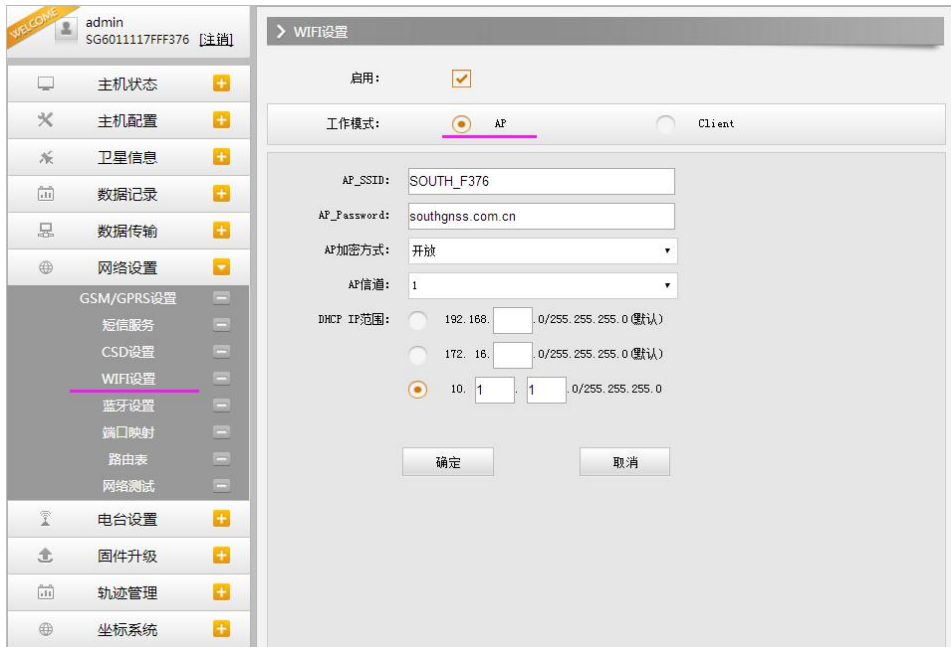 WELCOME
admin
SG6011117FFF376 [注销]
主机状态
主机配置
卫星信息
数据记录
数据传输
网络设置
GSM/GPRS设置
短信服务
CSD设置
WIFI设置
蓝牙设置
端口映射
路由表
网络测试
电台设置
固件升级
轨迹管理
坐标系统
WIFI设置
启用：
工作模式： AP Client
AP_SSID: SOUTH_F376
AP_Password: southgnss.com.cn
AP加密方式： 开放
AP信道： 1
DHCP IP范围： 192.168. .0/255.255.255.0(默认)
172. 16. .0/255.255.255.0(默认)
10. 1 . 1 .0/255.255.255.0
确定 取消